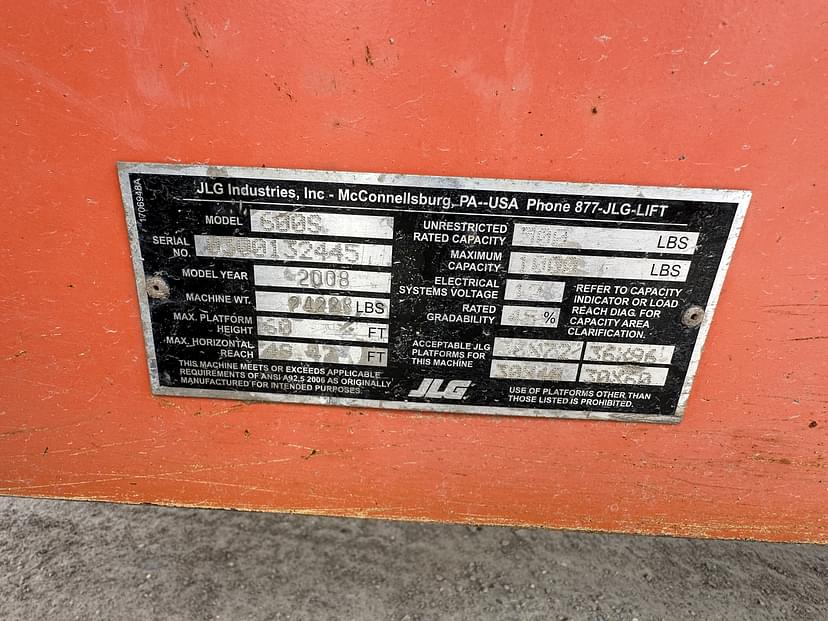 1706948A
JLG Industries, Inc - McConnellsburg, PA--USA Phone 877-JLG-LIFT
MODEL 600S
SERIAL NO. 0300132445
MODEL YEAR 2008
MACHINE WT. LBS
MAX. PLATFORM HEIGHT 60 FT
MAX. HORIZONTAL REACH FT
THIS MACHINE MEETS OR EXCEEDS APPLICABLE
REQUIREMENTS OF ANSI A92.5 2006 AS ORIGINALLY
MANUFACTURED FOR INTENDED PURPOSES.
UNRESTRICTED
RATED CAPACITY LBS
MAXIMUM
CAPACITY LBS
ELECTRICAL
SYSTEMS VOLTAGE
RATED
GRADABILITY 45 %
REFER TO CAPACITY
INDICATOR OR LOAD
REACH DIAG. FOR
CAPACITY AREA
CLARIFICATION.
ACCEPTABLE JLG
PLATFORMS FOR
THIS MACHINE
36X96
30X60
JLG
USE OF PLATFORMS OTHER THAN
THOSE LISTED IS PROHIBITED.